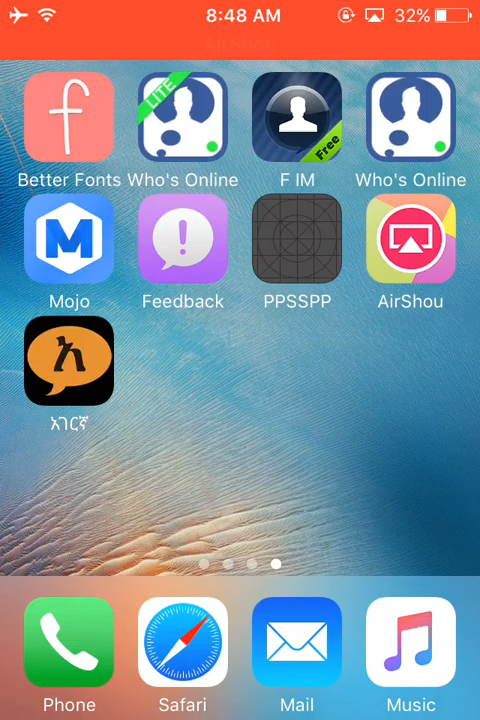 8:48 AM 32%
AirShou
f LITE Free
Better Fonts Who's Online F IM Who's Online
M !
Mojo Feedback PPSSPP AirShou
አ
አገርኛ
Phone Safari Mail Music